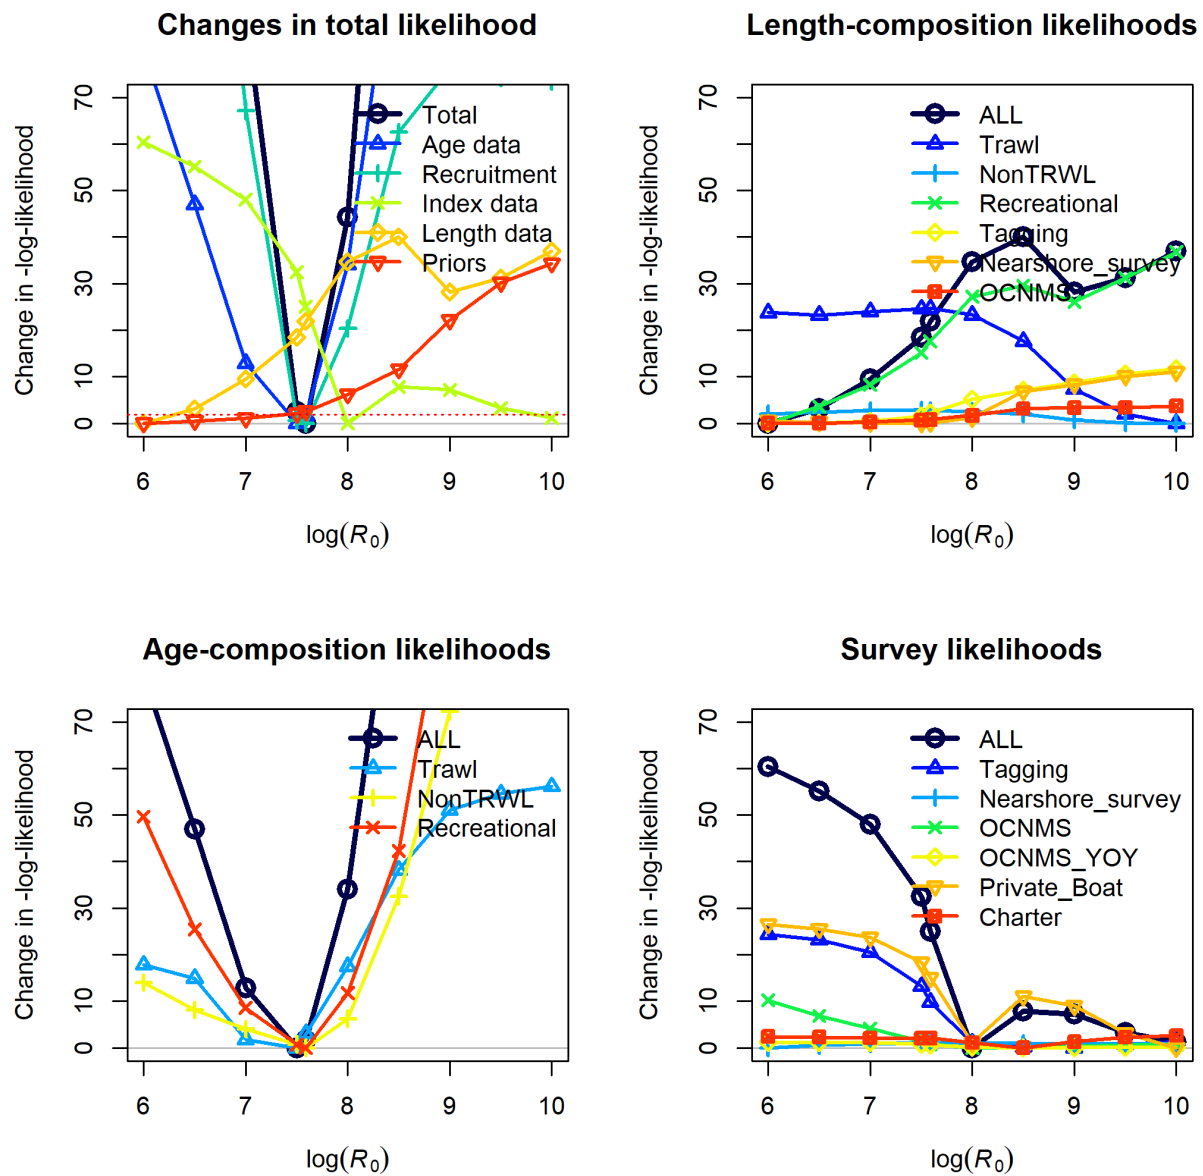 Changes in total likelihood
Change in -log-likelihood
70
50
30
10
0
Total
Age data
Recruitment
Index data
Length data
Priors
6 7 8 9 10
log(R0)
Length-composition likelihoods
Change in -log-likelihood
70
50
30
10
0
ALL
Trawl
NonTRWL
Recreational
Tagging
Nearshore_survey
OCNMS
6 7 8 9 10
log(R0)
Age-composition likelihoods
Change in -log-likelihood
70
50
30
10
0
ALL
Trawl
NonTRWL
Recreational
6 7 8 9 10
log(R0)
Survey likelihoods
Change in -log-likelihood
70
50
30
10
0
ALL
Tagging
Nearshore_survey
OCNMS
OCNMS_YOY
Private_Boat
Charter
6 7 8 9 10
log(R0)